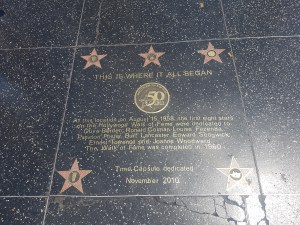 THIS IS WHERE IT ALL BEGAN
50
At this location on August 15 1958, the first eight stars
on the Hollywood Walk of Fame were dedicated to
Olive Borden, Ronald Colman, Louise Fazenda,
Preston Foster, Burt Lancaster, Edward Sedgwick,
Ernest Torrence and Joanne Woodward.
The Walk of Fame was completed in 1960
Time Capsule dedicated
November 2010